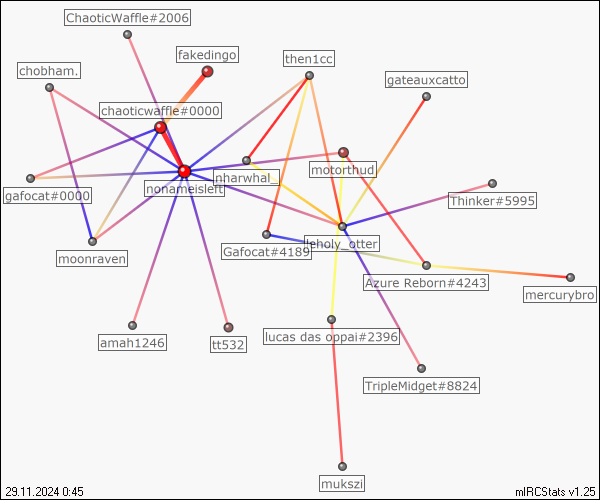 ChaoticWaffle#2006
fakedingo
then1cc
chobham.
gateauxcatto
chaoticwaffle#0000
motorthud_
nharwhal_
gafocat#0000
nonameisleft
Thinker#5995
leholy_otter
Gafocat#4189
moonraven
Azure Reborn#4243
mercurybro
lucas das oppai#2396
amah1246
tt532
TripleMidget#8824
mukszi
29.11.2024 0:45
mIRCStats v1.25